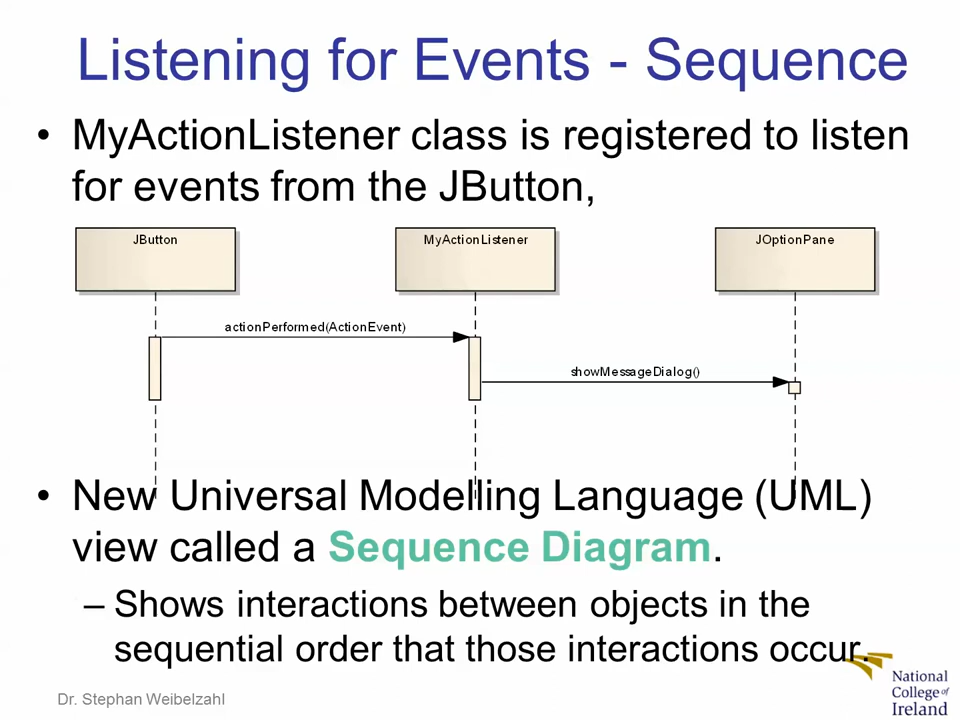 Listening for Events - Sequence
• MyActionListener class is registered to listen
for events from the JButton,
JButton
MyActionListener
JOptionPane
actionPerformed(ActionEvent)
showMessageDialog()
• New Universal Modelling Language (UML)
view called a Sequence Diagram.
– Shows interactions between objects in the
sequential order that those interactions occur.
Dr. Stephan Weibelzahl
National
College of
Ireland